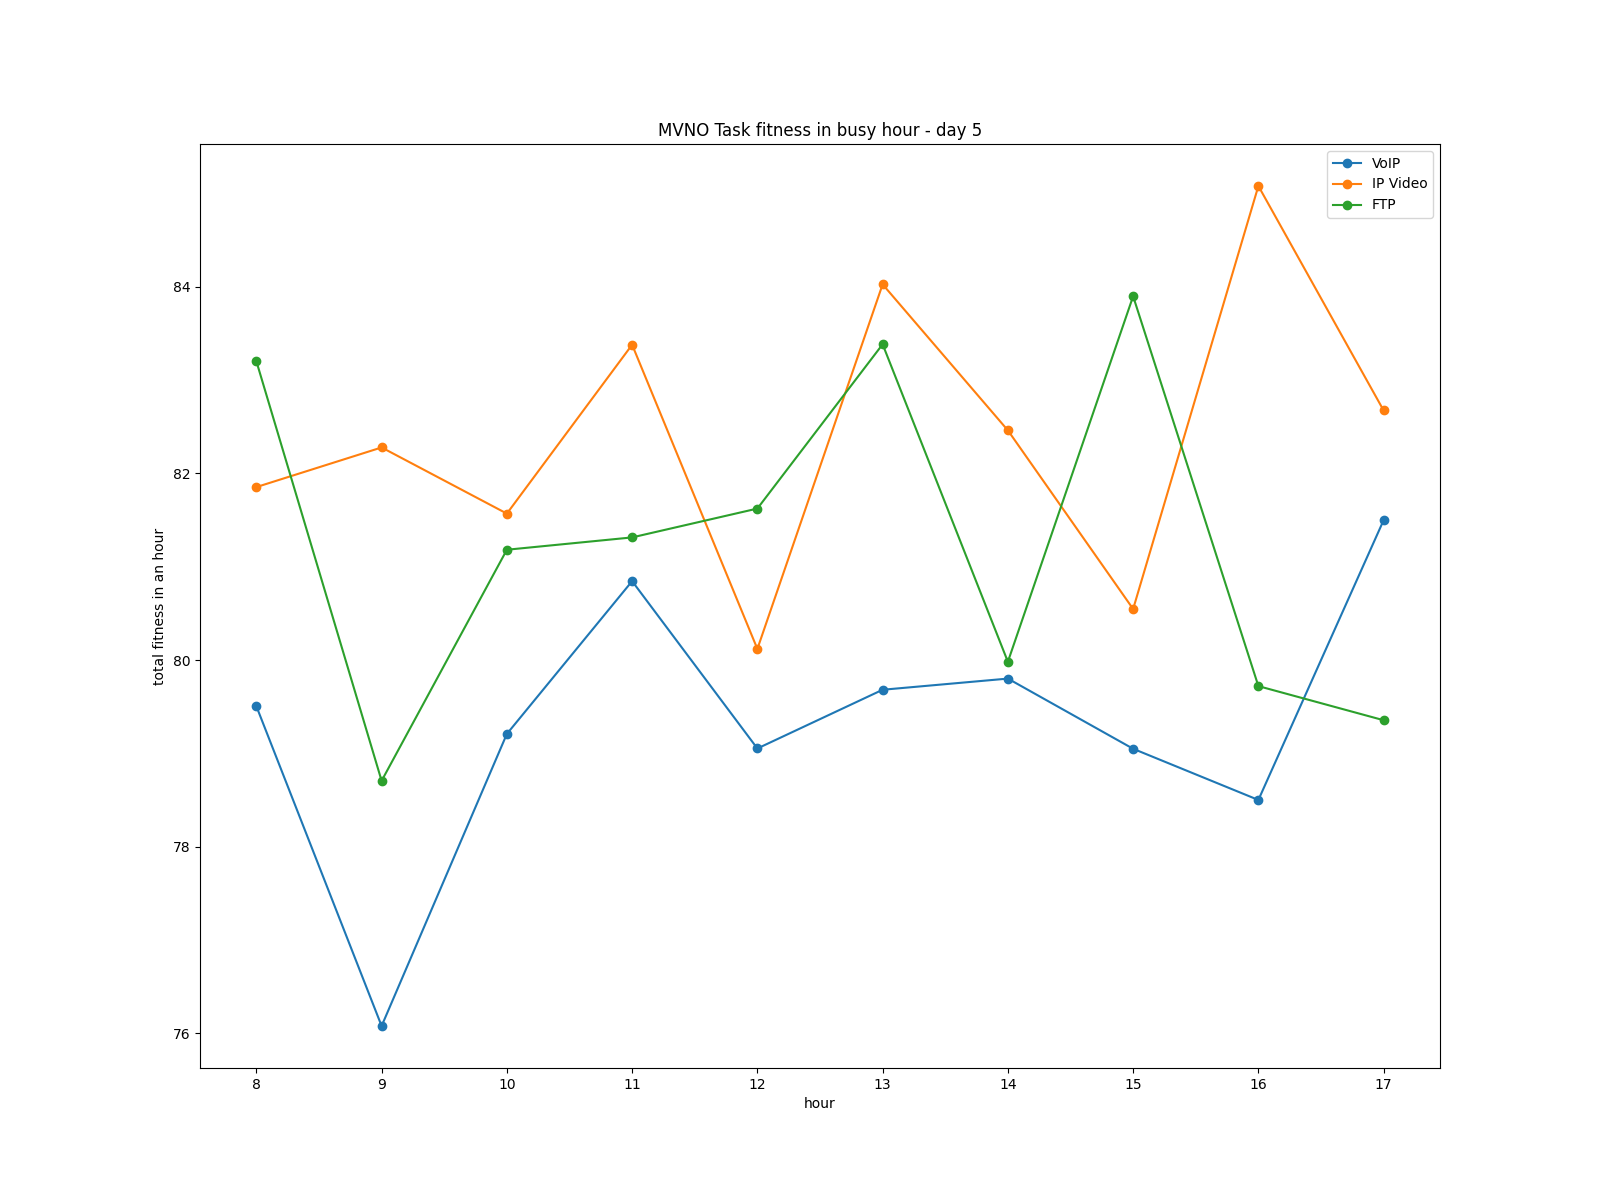 MVNO Task fitness in busy hour - day 5
VoIP
IP Video
FTP
84
82
80
78
76
total fitness in an hour
8 9 10 11 12 13 14 15 16 17
hour